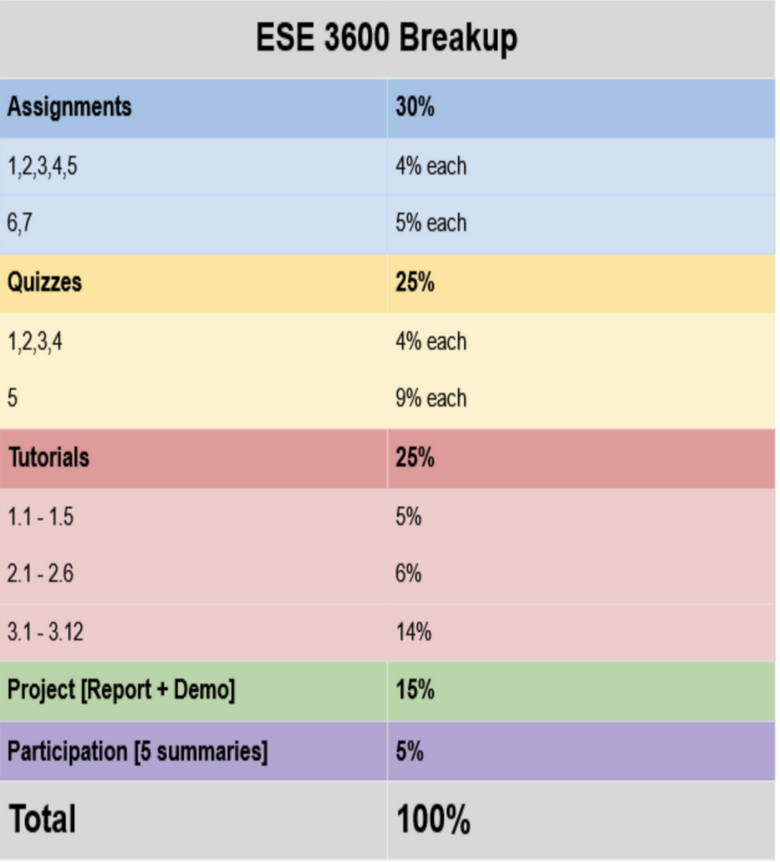 ESE 3600 Breakup
Assignments 30%
1,2,3,4,5 4% each
6,7 5% each
Quizzes 25%
1,2,3,4 4% each
5 9% each
Tutorials 25%
1.1 - 1.5 5%
2.1 - 2.6 6%
3.1 - 3.12 14%
Project [Report + Demo] 15%
Participation [5 summaries] 5%
Total 100%